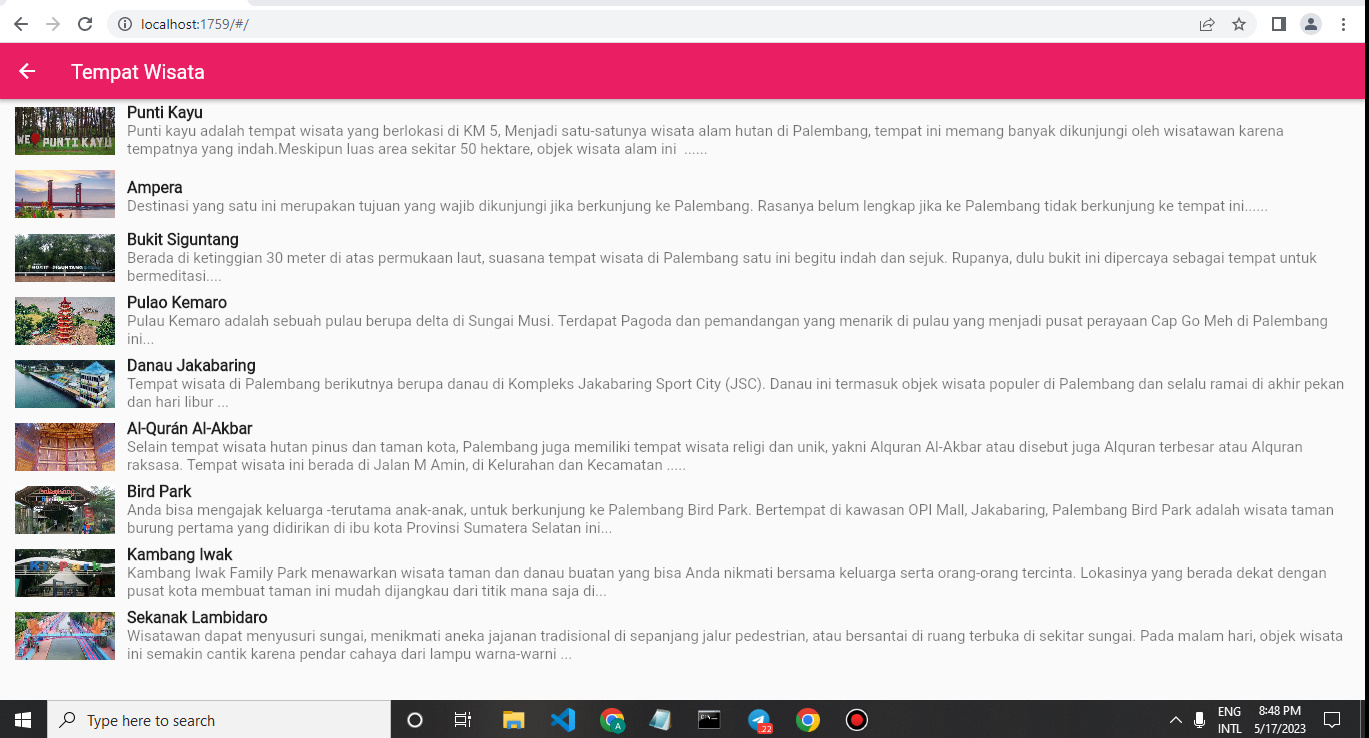 localhost:1759/#/
Tempat Wisata
Punti Kayu
WE PUNTI KAYU
Punti kayu adalah tempat wisata yang berlokasi di KM 5, Menjadi satu-satunya wisata alam hutan di Palembang, tempat ini memang banyak dikunjungi oleh wisatawan karena
tempatnya yang indah.Meskipun luas area sekitar 50 hektare, objek wisata alam ini ......
Ampera
Destinasi yang satu ini merupakan tujuan yang wajib dikunjungi jika berkunjung ke Palembang. Rasanya belum lengkap jika ke Palembang tidak berkunjung ke tempat ini......
Bukit Siguntang
BUKIT SIGUNTANG
Berada di ketinggian 30 meter di atas permukaan laut, suasana tempat wisata di Palembang satu ini begitu indah dan sejuk. Rupanya, dulu bukit ini dipercaya sebagai tempat untuk
bermeditasi....
Pulao Kemaro
Pulau Kemaro adalah sebuah pulau berupa delta di Sungai Musi. Terdapat Pagoda dan pemandangan yang menarik di pulau yang menjadi pusat perayaan Cap Go Meh di Palembang
ini...
Danau Jakabaring
Tempat wisata di Palembang berikutnya berupa danau di Kompleks Jakabaring Sport City (JSC). Danau ini termasuk objek wisata populer di Palembang dan selalu ramai di akhir pekan
dan hari libur ...
Al-Qurán Al-Akbar
Selain tempat wisata hutan pinus dan taman kota, Palembang juga memiliki tempat wisata religi dan unik, yakni Alquran Al-Akbar atau disebut juga Alquran terbesar atau Alquran
raksasa. Tempat wisata ini berada di Jalan M Amin, di Kelurahan dan Kecamatan .....
Bird Park
Anda bisa mengajak keluarga -terutama anak-anak, untuk berkunjung ke Palembang Bird Park. Bertempat di kawasan OPI Mall, Jakabaring, Palembang Bird Park adalah wisata taman
burung pertama yang didirikan di ibu kota Provinsi Sumatera Selatan ini...
Kambang Iwak
KI Park
Kambang Iwak Family Park menawarkan wisata taman dan danau buatan yang bisa Anda nikmati bersama keluarga serta orang-orang tercinta. Lokasinya yang berada dekat dengan
pusat kota membuat taman ini mudah dijangkau dari titik mana saja di...
Sekanak Lambidaro
Wisatawan dapat menyusuri sungai, menikmati aneka jajanan tradisional di sepanjang jalur pedestrian, atau bersantai di ruang terbuka di sekitar sungai. Pada malam hari, objek wisata
ini semakin cantik karena pendar cahaya dari lampu warna-warni ...
Type here to search
A
22
ENG
INTL
8:48 PM
5/17/2023